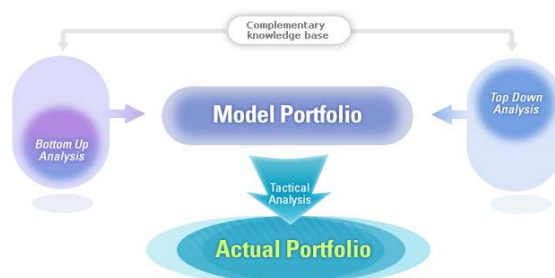 Complementary
knowledge base
Bottom Up
Analysis
Model Portfolio
Top Down
Analysis
Tactical
Analysis
Actual Portfolio